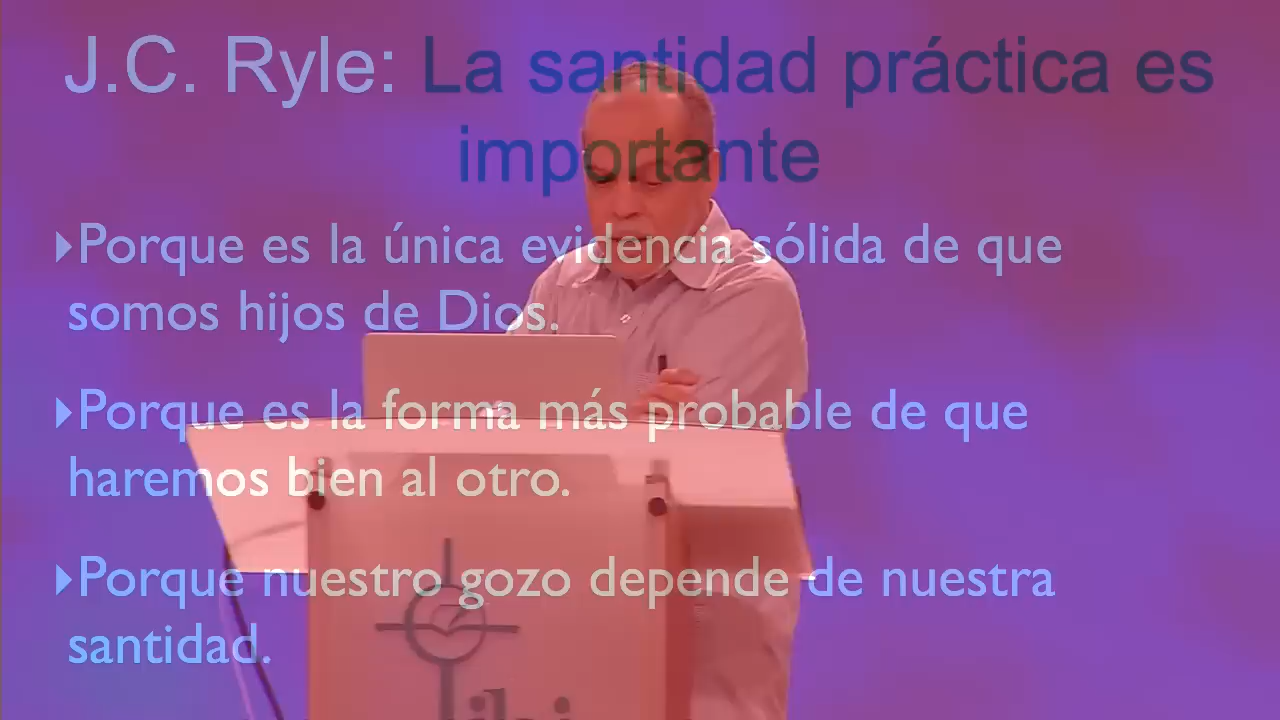 J.C. Ryle: La santidad práctica es
importante
Porque es la única evidencia sólida de que
somos hijos de Dios.
Porque es la forma más probable de que
haremos bien al otro.
Porque nuestro gozo depende de nuestra
santidad.